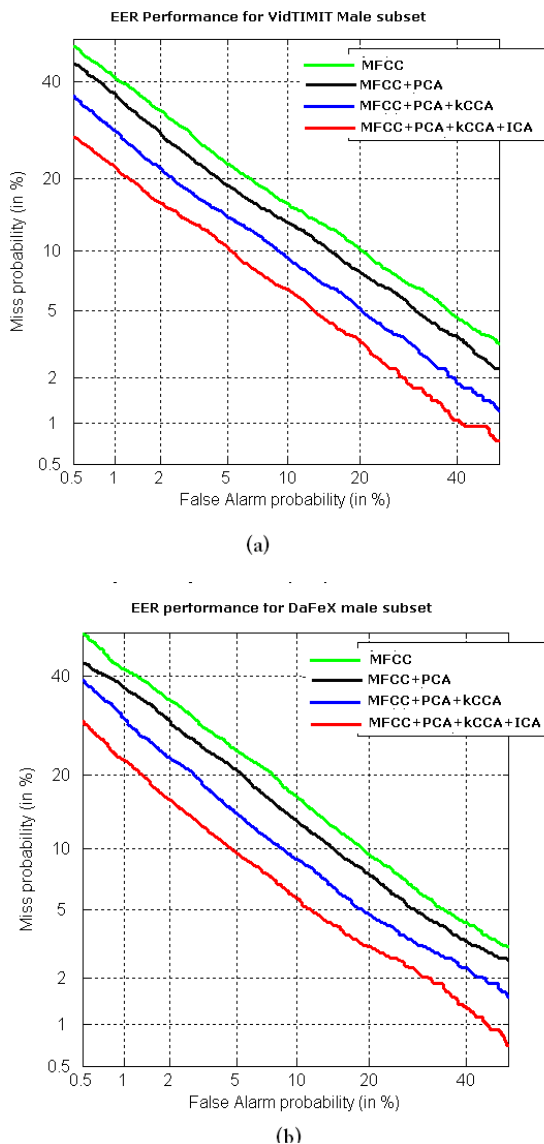 EER Performance for VidTIMIT Male subset
MFCC
MFCC+PCA
MFCC+PCA+kCCA
MFCC+PCA+kCCA+ICA
Miss probability (in %)
40
20
10
5
2
1
0.5
0.5 1 2 5 10 20 40
False Alarm probability (in %)
(a)
EER performance for DaFeX male subset
MFCC
MFCC+PCA
MFCC+PCA+kCCA
MFCC+PCA+kCCA+ICA
Miss probability (in %)
40
20
10
5
2
1
0.5
0.5 1 2 5 10 20 40
False Alarm probability (in %)
(b)